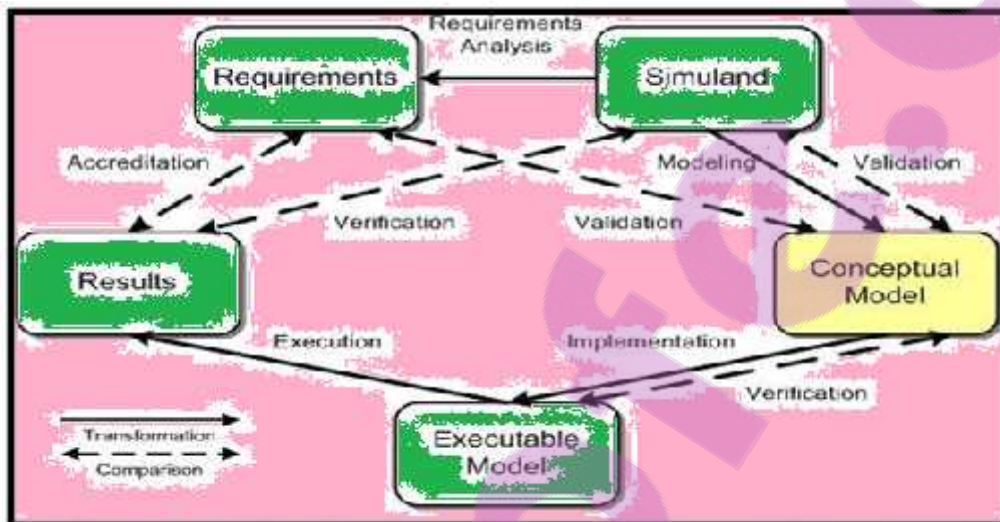 Requirements
Analysis
Requirements
Simuland
Accreditation
Modeling
Validation
Verification
Validation
Results
Conceptual
Model
Execution
Implementation
Verification
Transformation
Comparison
Executable
Model